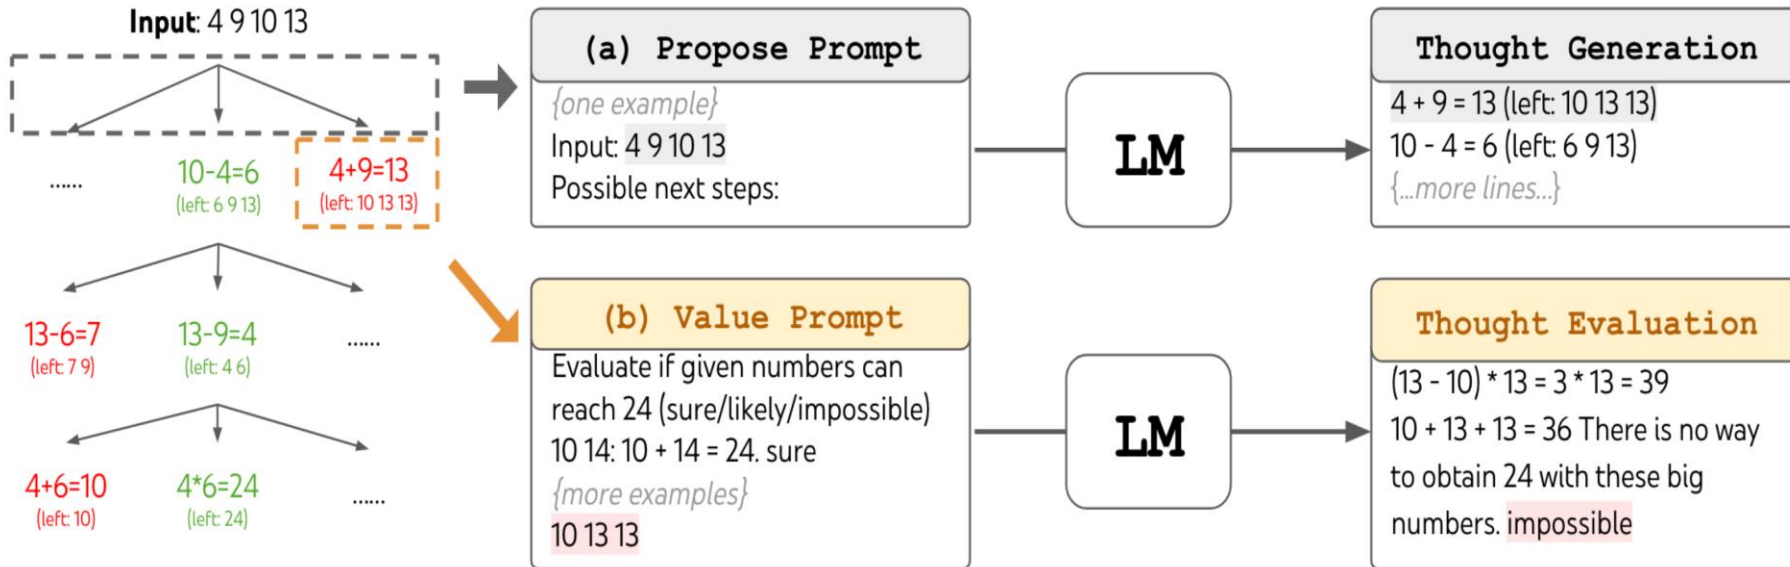 Input: 4 9 10 13
......
10-4=6
(left: 6 9 13)
4+9=13
(left: 10 13 13)
13-6=7
(left: 7 9)
13-9=4
(left: 4 6)
......
4+6=10
(left: 10)
4*6=24
(left: 24)
......
(a) Propose Prompt
{one example}
Input: 4 9 10 13
Possible next steps:
LM
Thought Generation
4 + 9 = 13 (left: 10 13 13)
10 - 4 = 6 (left: 6 9 13)
{...more lines...}
(b) Value Prompt
Evaluate if given numbers can
reach 24 (sure/likely/impossible)
10 14: 10 + 14 = 24. sure
{more examples}
10 13 13
LM
Thought Evaluation
(13 - 10) * 13 = 3 * 13 = 39
10 + 13 + 13 = 36 There is no way
to obtain 24 with these big
numbers. impossible